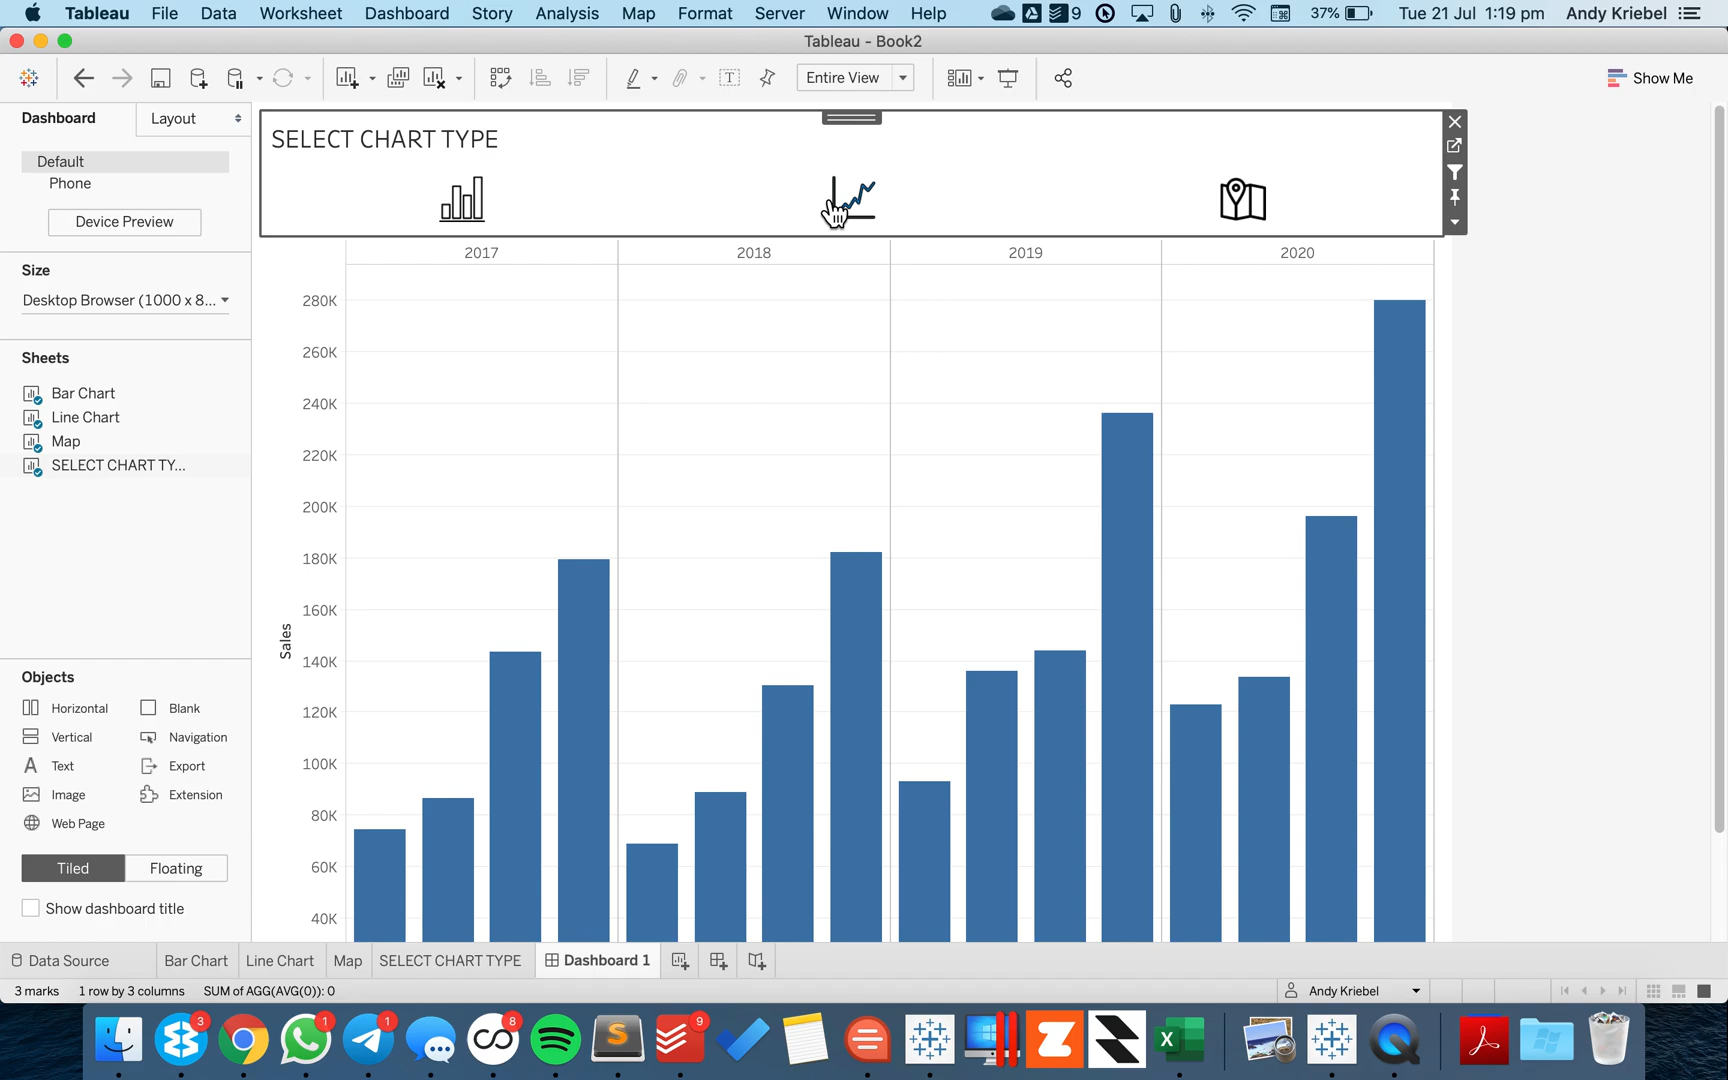 Tableau File Data Worksheet Dashboard Story Analysis Map Format Server Window Help 9 37% Tue 21 Jul 1:19 pm Andy Kriebel
Tableau - Book2
Entire View
Show Me
Dashboard Layout
Default
Phone
Device Preview
Size
Desktop Browser (1000 x 8...
Sheets
Bar Chart
Line Chart
Map
SELECT CHART TY...
Objects
Horizontal Blank
Vertical Navigation
A Text Export
Image Extension
Web Page
Tiled Floating
Show dashboard title
SELECT CHART TYPE
2017 2018 2019 2020
280K
260K
240K
220K
200K
180K
160K
140K
120K
100K
80K
60K
40K
Sales
Data Source Bar Chart Line Chart Map SELECT CHART TYPE Dashboard 1
3 marks 1 row by 3 columns SUM of AGG(AVG(0)): 0 Andy Kriebel
3 1 1 8 S 9 Z X